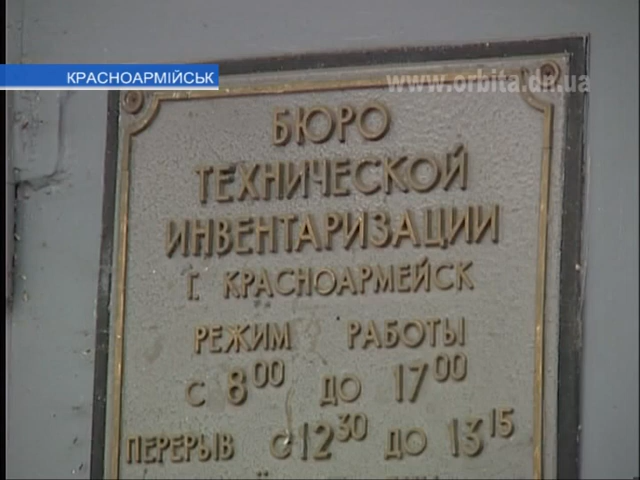 КРАСНОАРМІЙСЬК
www.orbita.dn.ua
БЮРО
ТЕХНИЧЕСКОЙ
ИНВЕНТАРИЗАЦИИ
Г. КРАСНОАРМЕЙСК
РЕЖИМ РАБОТЫ
С 8⁰⁰ ДО 17⁰⁰
ПЕРЕРЫВ С 12³⁰ ДО 13¹⁵